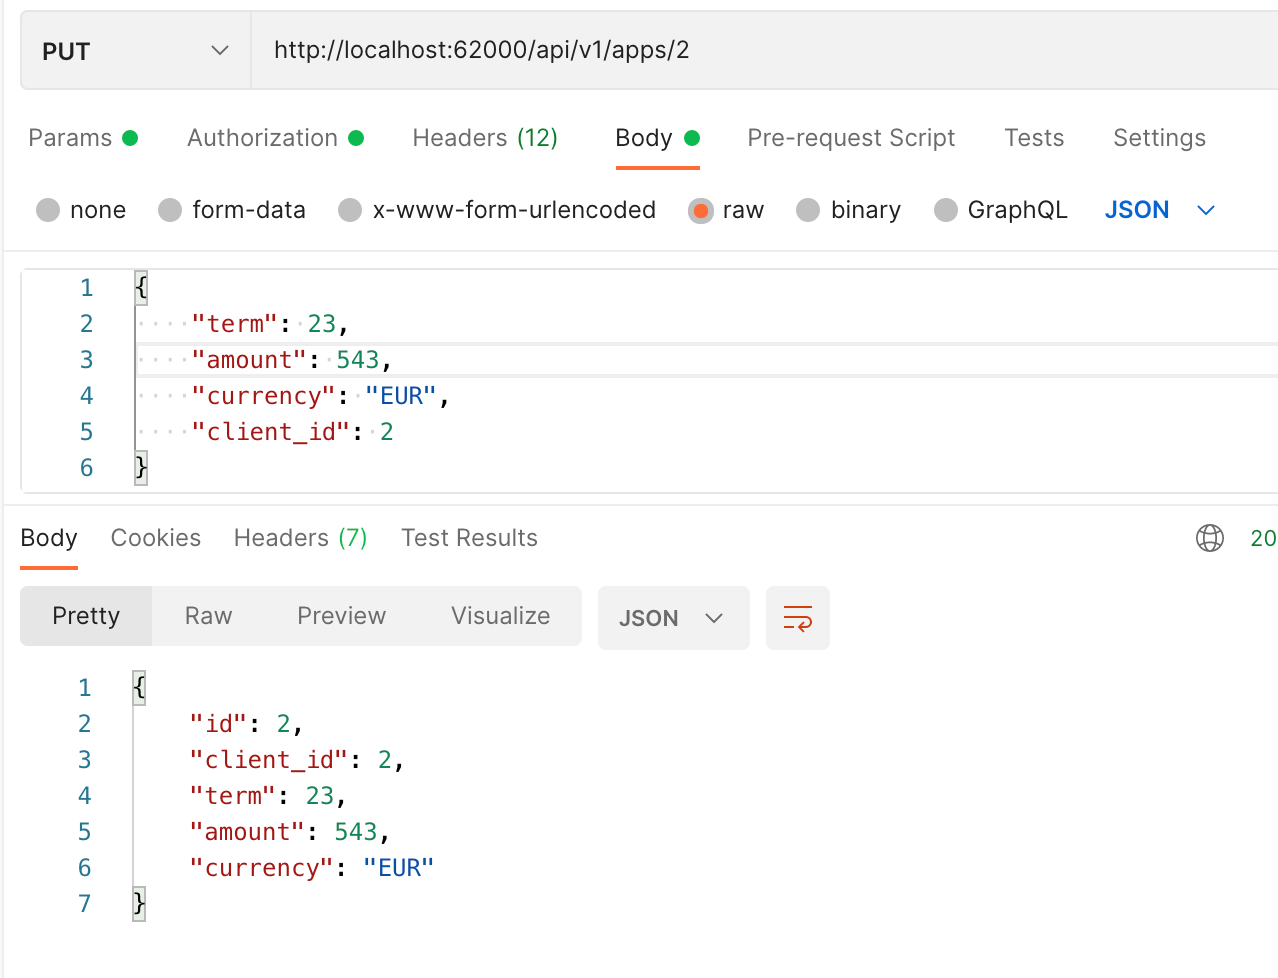 PUT http://localhost:62000/api/v1/apps/2
Params Authorization Headers (12) Body Pre-request Script Tests Settings
none form-data x-www-form-urlencoded raw binary GraphQL JSON
1 {
2 "term": 23,
3 "amount": 543,
4 "currency": "EUR",
5 "client_id": 2
6 }
Body Cookies Headers (7) Test Results 20
Pretty Raw Preview Visualize JSON
1 {
2 "id": 2,
3 "client_id": 2,
4 "term": 23,
5 "amount": 543,
6 "currency": "EUR"
7 }